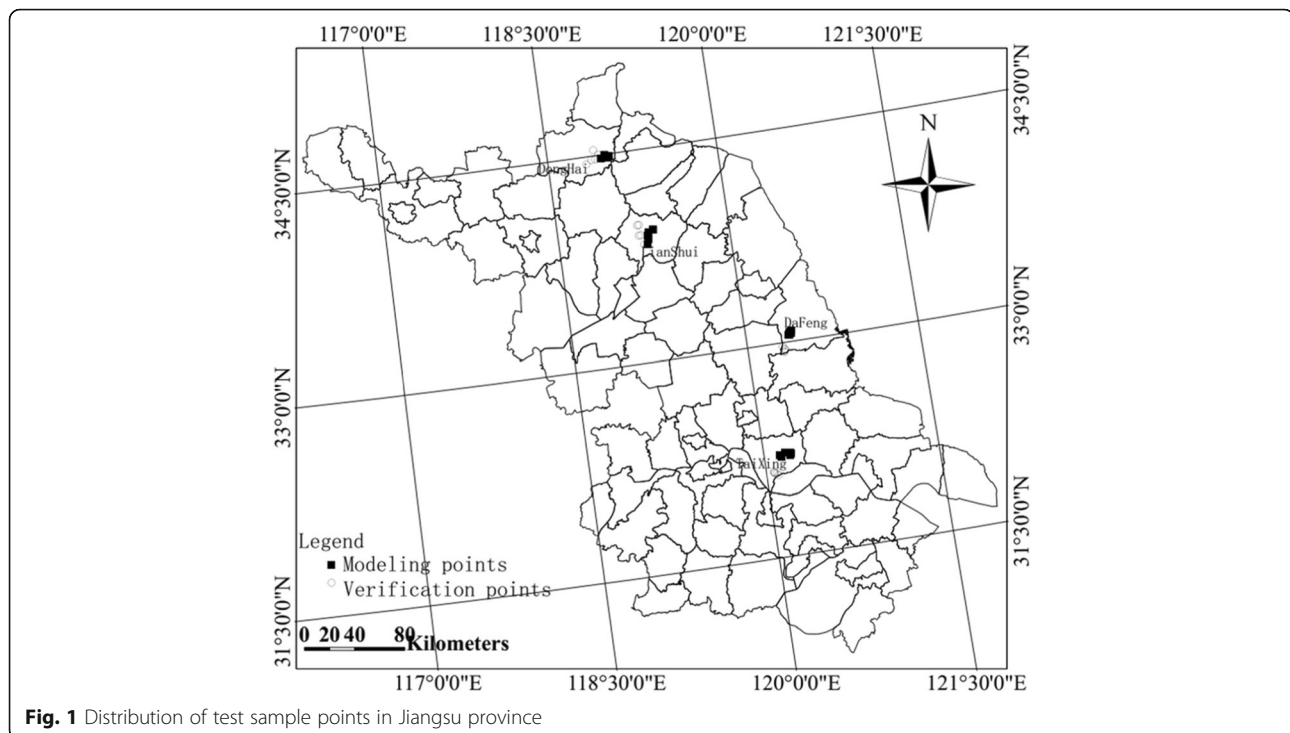 117°0'0"E 118°30'0"E 120°0'0"E 121°30'0"E
34°30'0"N
34°30'0"N
N
DongHai
ianShui
33°0'0"N
DaFeng
33°0'0"N
TaiXing
31°30'0"N
Legend
Modeling points
Verification points
31°30'0"N
0 20 40 80 Kilometers
117°0'0"E 118°30'0"E 120°0'0"E 121°30'0"E
Fig. 1 Distribution of test sample points in Jiangsu province